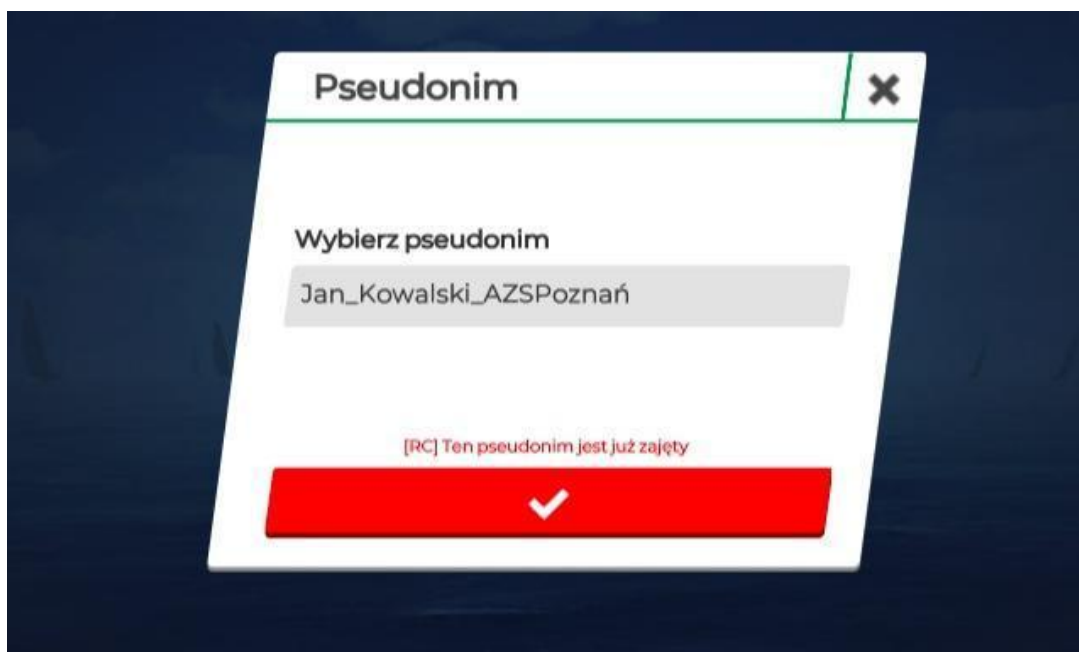 Pseudonim
Wybierz pseudonim
Jan_Kowalski_AZSPoznań
[RC] Ten pseudonim jest już zajęty